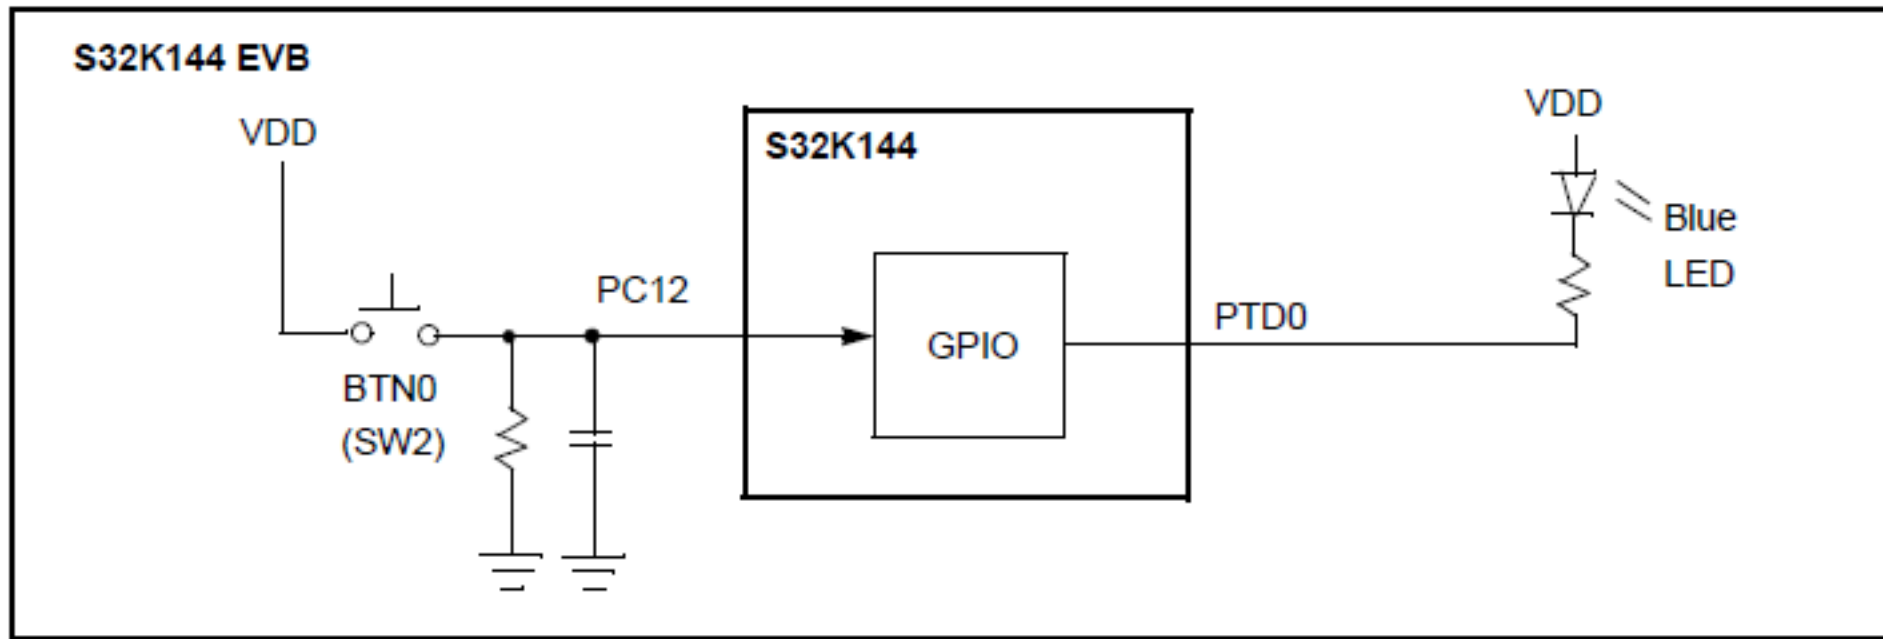 S32K144 EVB
VDD
BTN0
(SW2)
PC12
S32K144
GPIO
PTD0
VDD
Blue
LED